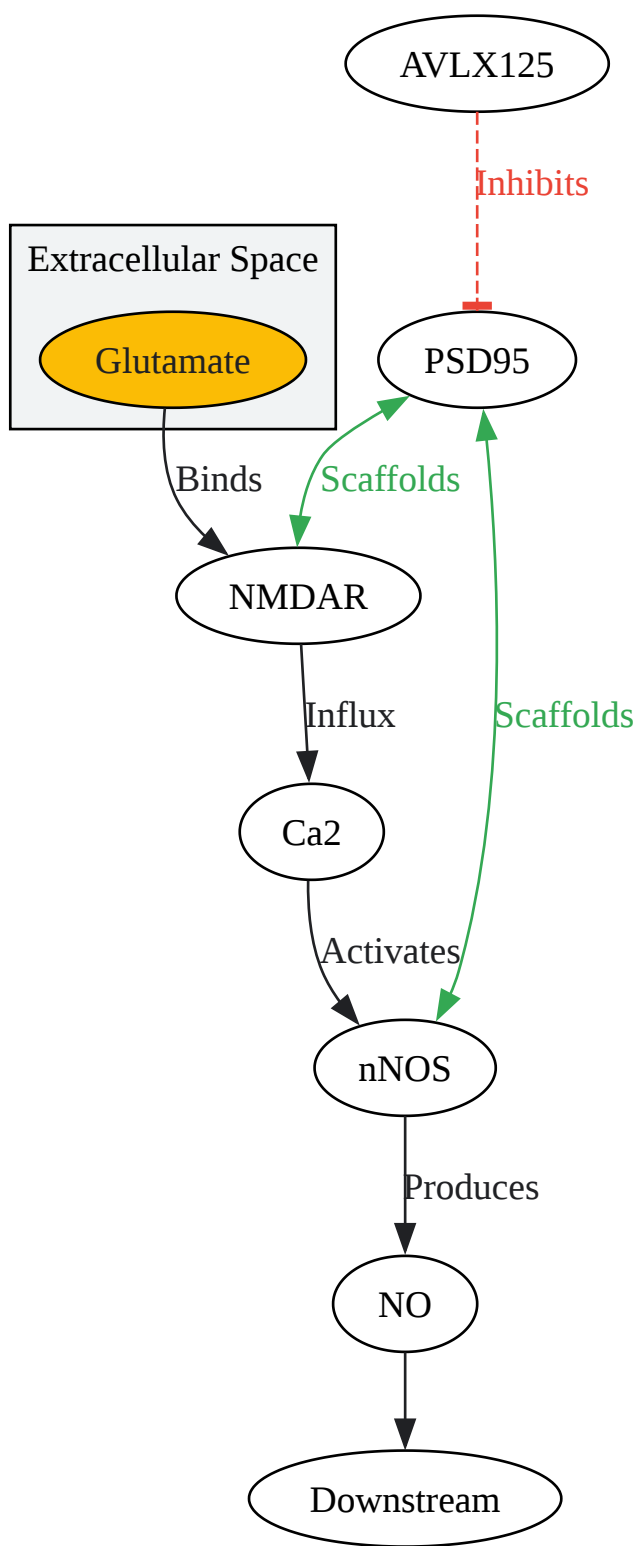 AVLX125
Inhibits
Extracellular Space
Glutamate
PSD95
Binds
Scaffolds
NMDAR
Influx
Scaffolds
Ca2
Activates
nNOS
Produces
NO
Downstream